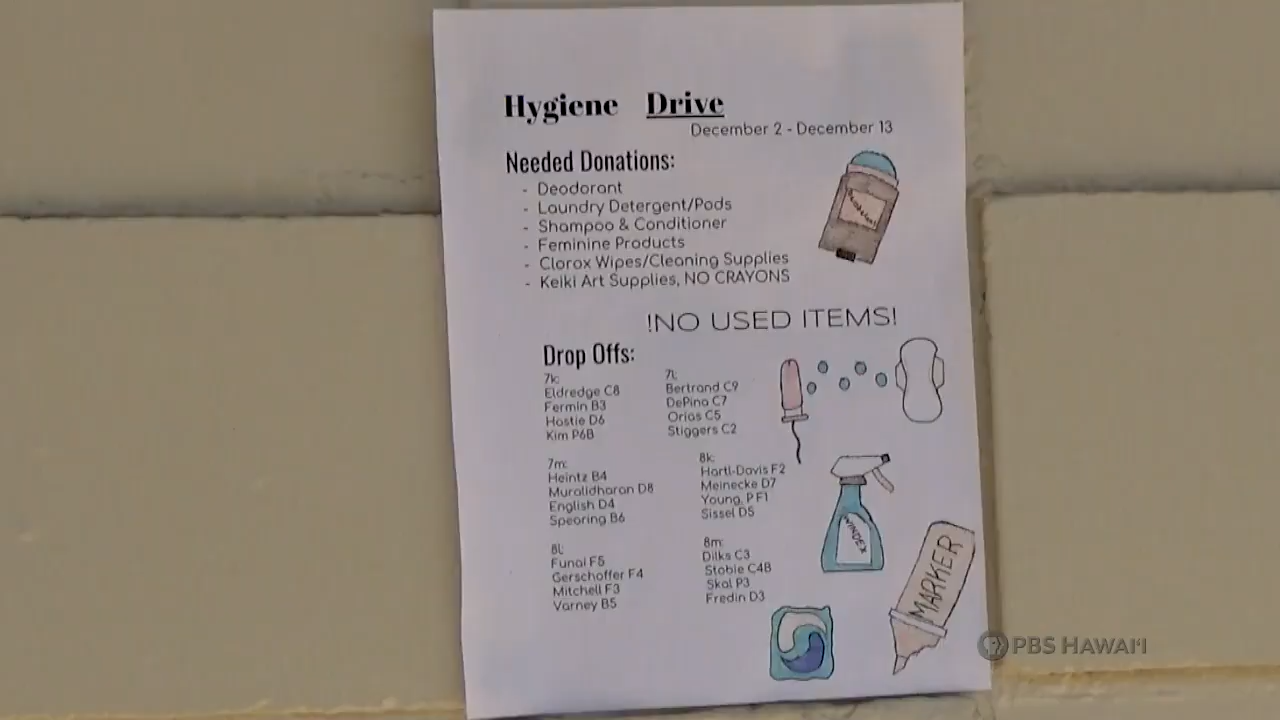 Hygiene Drive
December 2 - December 13
Needed Donations:
- Deodorant
- Laundry Detergent/Pods
- Shampoo & Conditioner
- Feminine Products
- Clorox Wipes/Cleaning Supplies
- Keiki Art Supplies, NO CRAYONS
!NO USED ITEMS!
Drop Offs:
7k:
Eldredge C8
Fermin B3
Hostie D6
Kim P6B
7L:
Bertrand C9
DePina C7
Orias C5
Stiggers C2
7m:
Heintz B4
Muralidharan D8
English D4
Spearing B6
8k:
Hartl-Davis F2
Meinecke D7
Young, P F1
Sissel D5
8L:
Funai F5
Gerschoffer F4
Mitchell F3
Varney B5
8m:
Dilks C3
Stobie C4B
Skal P3
Fredin D3
WINDEX
MARKER
PBS HAWAI‘I